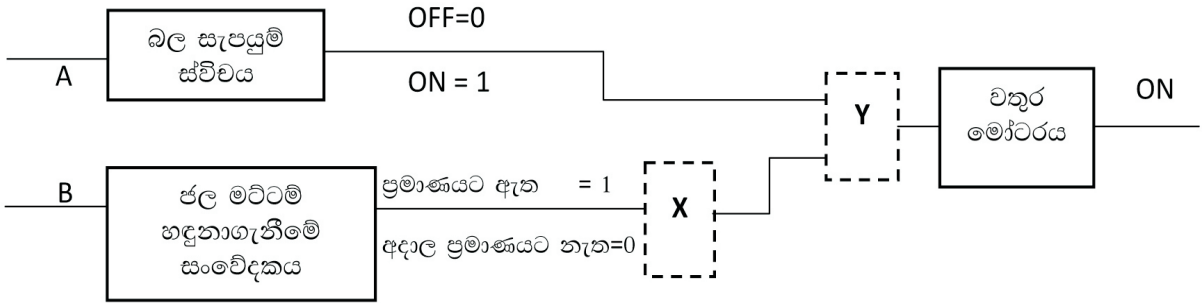 OFF=0
බල සැපයුම්
ස්විචය
A
ON = 1
Y
වතුර
මෝටරය
ON
B
ජල මට්ටම්
හඳුනාගැනීමේ
සංවේදකය
ප්‍රමාණයට ඇත = 1
අදාල ප්‍රමාණයට නැත=0
X